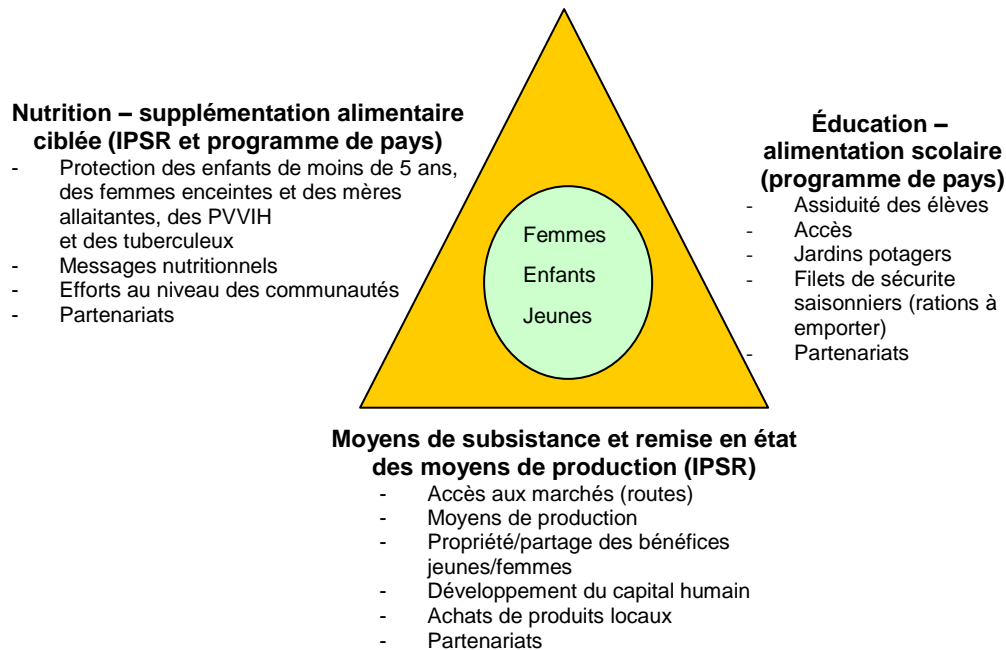 Nutrition – supplémentation alimentaire
ciblée (IPSR et programme de pays)
- Protection des enfants de moins de 5 ans,
des femmes enceintes et des mères
allaitantes, des PVVIH
et des tuberculeux
- Messages nutritionnels
- Efforts au niveau des communautés
- Partenariats
Femmes
Enfants
Jeunes
Éducation –
alimentation scolaire
(programme de pays)
- Assiduité des élèves
- Accès
- Jardins potagers
- Filets de sécurite
saisonniers (rations à
emporter)
- Partenariats
Moyens de subsistance et remise en état
des moyens de production (IPSR)
- Accès aux marchés (routes)
- Moyens de production
- Propriété/partage des bénéfices
jeunes/femmes
- Développement du capital humain
- Achats de produits locaux
- Partenariats